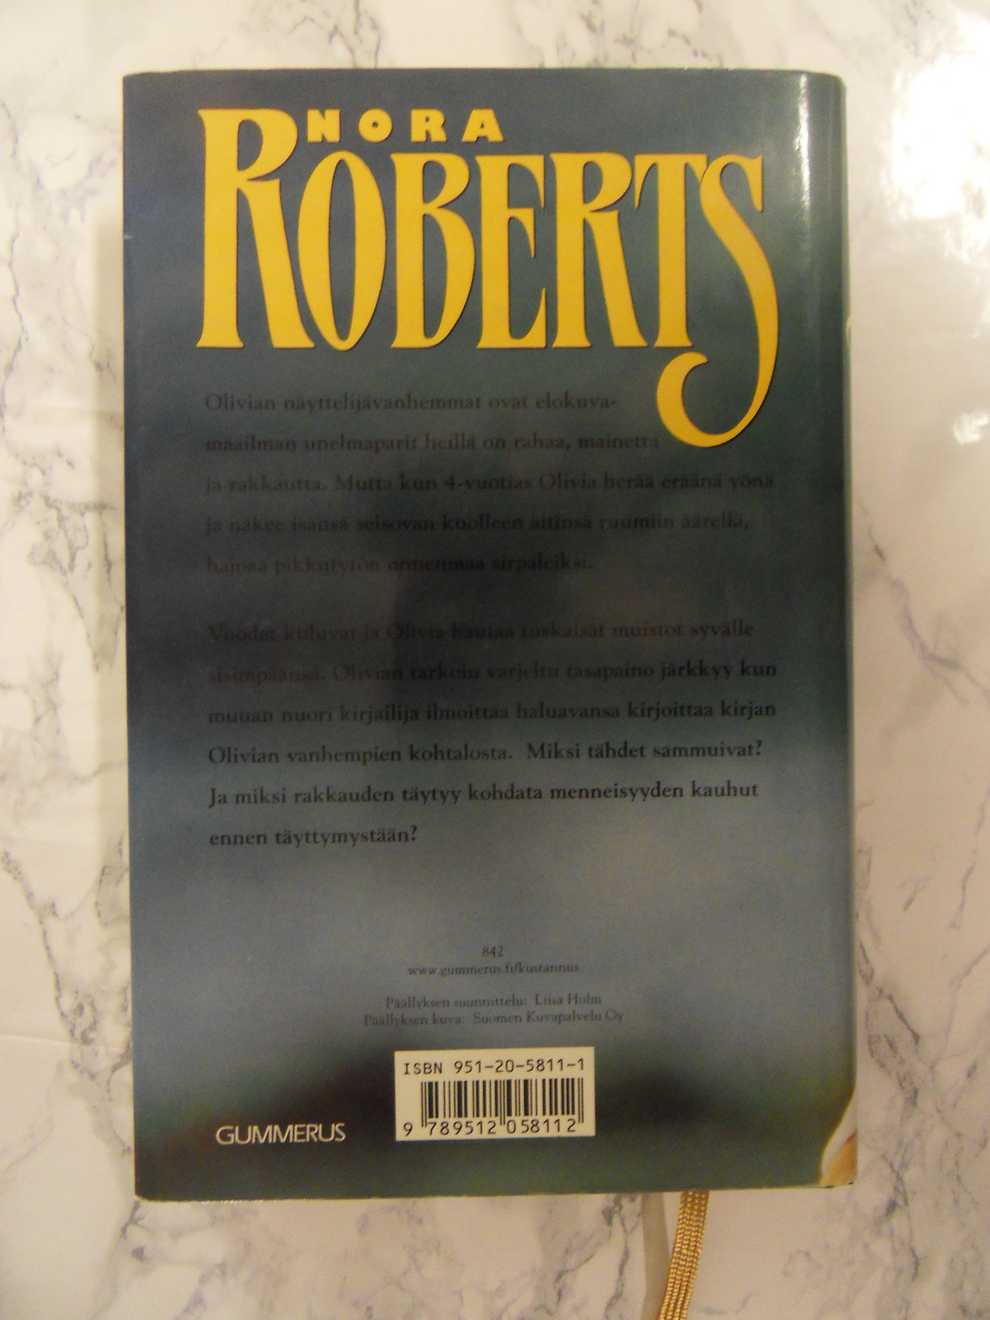 NORA
ROBERTS
Olivian näyttelijävanhemmat ovat elokuva-
maailman unelmaparit heillä on rahaa, mainetta
ja rakkautta. Mutta kun 4-vuotias Olivia herää eräänä yönä
ja näkee isänsä seisovan kuolleen äitinsä ruumiin äärellä,
hajoaa pikkutytön onnenmaa sirpaleiksi.
Vuodet kuluvat ja Olivia hautaa tuskaisat muistot syvälle
sisimpäänsä. Olivian tarkoin varjeltu tasapaino järkkyy kun
muuan nuori kirjailija ilmoittaa haluavansa kirjoittaa kirjan
Olivian vanhempien kohtalosta. Miksi tähdet sammuivat?
Ja miksi rakkauden täytyy kohdata menneisyyden kauhut
ennen täyttymystään?
842
www.gummerus.fi/kustannus
Päällyksen suunnittelu: Liisa Holm
Päällyksen kuva: Suomen Kuvapalvelu Oy
ISBN 951-20-5811-1
9 789512 058112
GUMMERUS